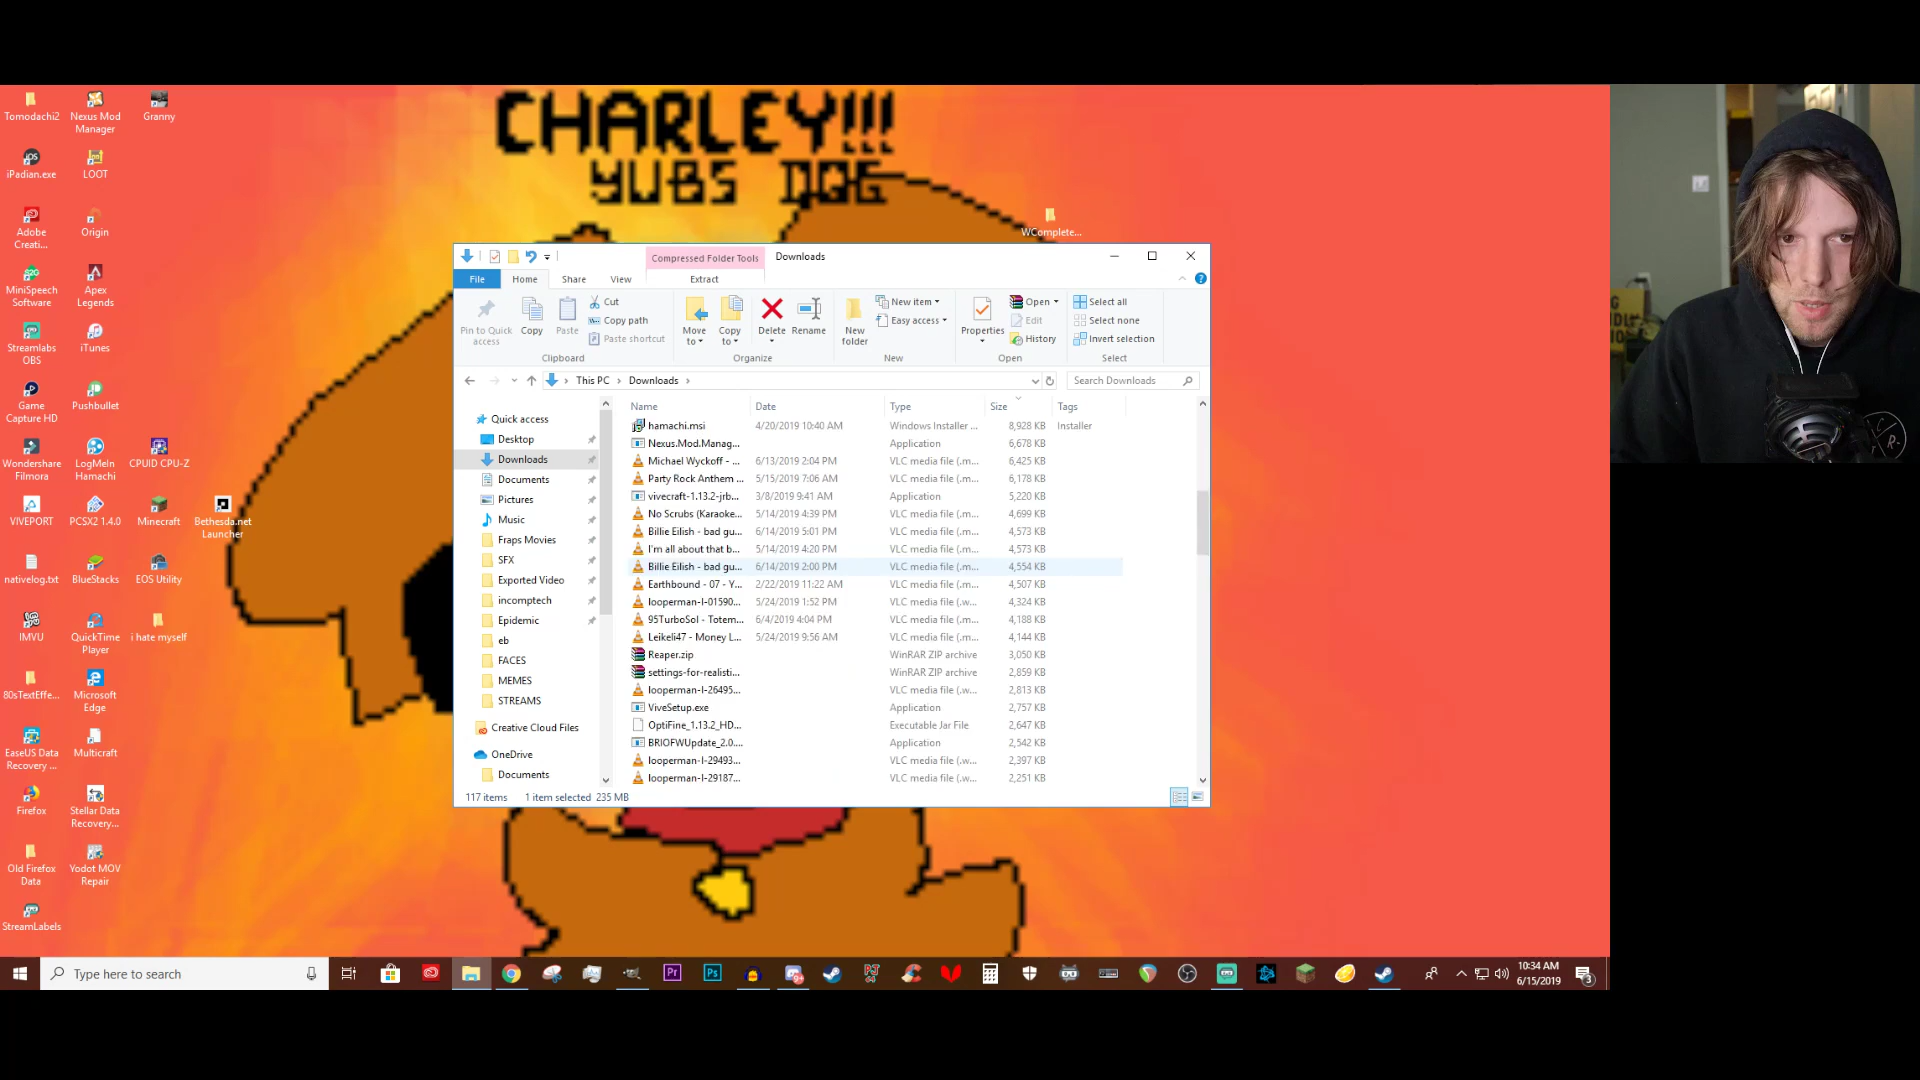 CHARLEY!!!
YUBS DOG
Tomodachi2
Nexus Mod
Manager
Granny
iPadian.exe
LOOT
Adobe
Creati...
Origin
MiniSpeech
Software
Apex
Legends
Streamlabs
OBS
iTunes
Game
Capture HD
Pushbullet
Wondershare
Filmora
LogMeIn
Hamachi
CPUID CPU-Z
VIVEPORT
PCSX2 1.4.0
Minecraft
Bethesda.net
Launcher
nativelog.txt
BlueStacks
EOS Utility
IMVU
QuickTime
Player
i hate myself
80sTextEffe...
Microsoft
Edge
EaseUS Data
Recovery ...
Multicraft
Firefox
Stellar Data
Recovery...
Old Firefox
Data
Yodot MOV
Repair
StreamLabels
WComplete...
Compressed Folder Tools
Downloads
File
Home
Share
View
Extract
Pin to Quick
access
Copy
Paste
Cut
Copy path
Paste shortcut
Clipboard
Move
to
Copy
to
Delete
Rename
Organize
New
folder
New item
Easy access
New
Properties
Open
Edit
History
Open
Select all
Select none
Invert selection
Select
This PC > Downloads >
Search Downloads
Quick access
Desktop
Downloads
Documents
Pictures
Music
Fraps Movies
SFX
Exported Video
incomptech
Epidemic
eb
FACES
MEMES
STREAMS
Creative Cloud Files
OneDrive
Documents
Name Date Type Size Tags
hamachi.msi 4/20/2019 10:40 AM Windows Installer ... 8,928 KB Installer
Nexus.Mod.Manag... Application 6,678 KB
Michael Wyckoff - ... 6/13/2019 2:04 PM VLC media file (.m... 6,425 KB
Party Rock Anthem ... 5/15/2019 7:06 AM VLC media file (.m... 6,178 KB
vivecraft-1.13.2-jrb... 3/8/2019 9:41 AM Application 5,220 KB
No Scrubs (Karaoke... 5/14/2019 4:39 PM VLC media file (.m... 4,699 KB
Billie Eilish - bad gu... 6/14/2019 5:01 PM VLC media file (.m... 4,573 KB
I'm all about that b... 5/14/2019 4:20 PM VLC media file (.m... 4,573 KB
Billie Eilish - bad gu... 6/14/2019 2:00 PM VLC media file (.m... 4,554 KB
Earthbound - 07 - Y... 2/22/2019 11:22 AM VLC media file (.m... 4,507 KB
looperman-l-01590... 5/24/2019 1:52 PM VLC media file (.w... 4,324 KB
95TurboSol - Totem... 6/4/2019 4:04 PM VLC media file (.m... 4,188 KB
Leikeli47 - Money L... 5/24/2019 9:56 AM VLC media file (.m... 4,144 KB
Reaper.zip WinRAR ZIP archive 3,050 KB
settings-for-realisti... WinRAR ZIP archive 2,859 KB
looperman-l-26495... VLC media file (.w... 2,813 KB
ViveSetup.exe Application 2,757 KB
OptiFine_1.13.2_HD... Executable Jar File 2,647 KB
BRIOFWUpdate_2.0.... Application 2,542 KB
looperman-l-29493... VLC media file (.w... 2,397 KB
looperman-l-29187... VLC media file (.w... 2,251 KB
117 items 1 item selected 235 MB
Type here to search
Pr
Ps
10:34 AM
6/15/2019
3